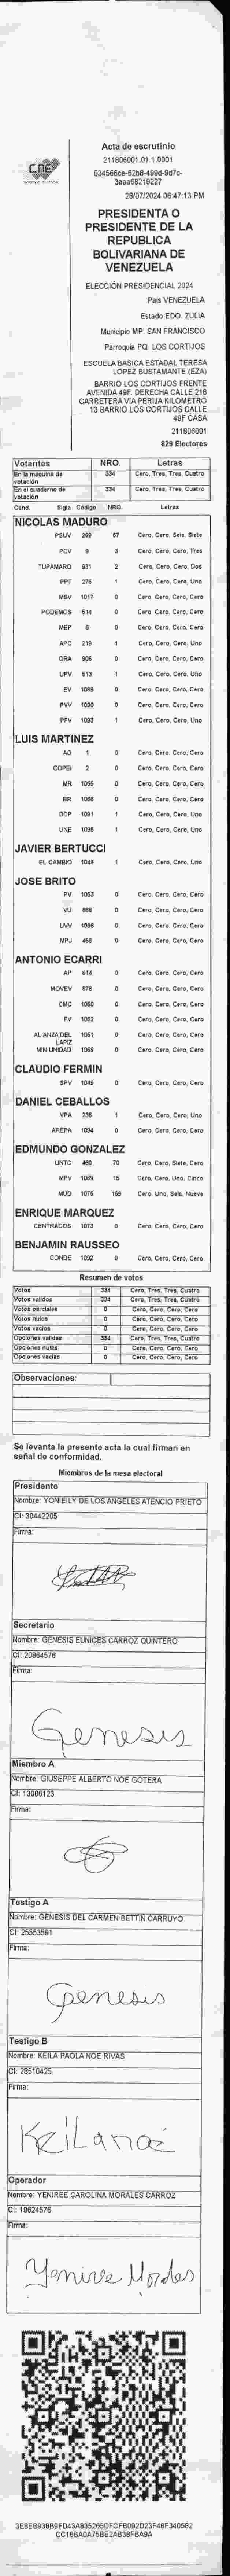 CNE
Acta de escrutinio
211806001.01 1.0001
28/07/2024 06:47:13 PM
PRESIDENTA O
PRESIDENTE DE LA
REPUBLICA
BOLIVARIANA DE
VENEZUELA
ELECCIÓN PRESIDENCIAL 2024
País VENEZUELA
Estado EDO. ZULIA
Municipio MP. SAN FRANCISCO
Parroquia PQ. LOS CORTIJOS
ESCUELA BASICA ESTADAL TERESA
LOPEZ BUSTAMANTE (EZA)
BARRIO LOS CORTIJOS FRENTE
AVENIDA 49F. DERECHA CALLE 218
CARRETERA VIA PERIJA KILOMETRO
13 BARRIO LOS CORTIJOS CALLE
49F CASA
211806001
829 Electores
Votantes NRO. Letras
En la máquina de votación 334 Cero, Tres, Tres, Cuatro
En el cuaderno de votación 334 Cero, Tres, Tres, Cuatro
Cand. Sigla Código NRO. Letras
NICOLAS MADURO
PSUV 269 67 Cero, Cero, Seis, Siete
PCV 9 3 Cero, Cero, Cero, Tres
TUPAMARO 931 2 Cero, Cero, Cero, Dos
PPT 278 1 Cero, Cero, Cero, Uno
MSV 1017 0 Cero, Cero, Cero, Cero
PODEMOS 514 0 Cero, Cero, Cero, Cero
MEP 6 0 Cero, Cero, Cero, Cero
APC 219 1 Cero, Cero, Cero, Uno
ORA 906 0 Cero, Cero, Cero, Cero
UPV 513 1 Cero, Cero, Cero, Uno
EV 1089 0 Cero, Cero, Cero, Cero
PVV 1090 0 Cero, Cero, Cero, Cero
PFV 1093 1 Cero, Cero, Cero, Uno
LUIS MARTINEZ
AD 1 0 Cero, Cero, Cero, Cero
COPEI 2 0 Cero, Cero, Cero, Cero
MR 1065 0 Cero, Cero, Cero, Cero
BR 1066 0 Cero, Cero, Cero, Cero
DDP 1091 1 Cero, Cero, Cero, Uno
UNE 1095 1 Cero, Cero, Cero, Uno
JAVIER BERTUCCI
EL CAMBIO 1048 1 Cero, Cero, Cero, Uno
JOSE BRITO
PV 1053 0 Cero, Cero, Cero, Cero
VU 969 0 Cero, Cero, Cero, Cero
UVV 1096 0 Cero, Cero, Cero, Cero
MPJ 450 0 Cero, Cero, Cero, Cero
ANTONIO ECARRI
AP 914 0 Cero, Cero, Cero, Cero
MOVEV 978 0 Cero, Cero, Cero, Cero
CMC 1050 0 Cero, Cero, Cero, Cero
FV 1062 0 Cero, Cero, Cero, Cero
ALIANZA DEL LAPIZ 1051 0 Cero, Cero, Cero, Cero
MIN UNIDAD 1069 0 Cero, Cero, Cero, Cero
CLAUDIO FERMIN
SPV 1049 0 Cero, Cero, Cero, Cero
DANIEL CEBALLOS
VPA 236 1 Cero, Cero, Cero, Uno
AREPA 1094 0 Cero, Cero, Cero, Cero
EDMUNDO GONZALEZ
UNTC 460 70 Cero, Cero, Siete, Cero
MPV 1069 15 Cero, Cero, Uno, Cinco
MUD 1075 169 Cero, Uno, Seis, Nueve
ENRIQUE MARQUEZ
CENTRADOS 1073 0 Cero, Cero, Cero, Cero
BENJAMIN RAUSSEO
CONDE 1092 0 Cero, Cero, Cero, Cero
Resumen de votos
Votos 334 Cero, Tres, Tres, Cuatro
Votos validos 334 Cero, Tres, Tres, Cuatro
Votos parciales 0 Cero, Cero, Cero, Cero
Votos nulos 0 Cero, Cero, Cero, Cero
Votos vacios 0 Cero, Cero, Cero, Cero
Opciones validas 334 Cero, Tres, Tres, Cuatro
Opciones nulas 0 Cero, Cero, Cero, Cero
Opciones vacias 0 Cero, Cero, Cero, Cero
Observaciones:
Se levanta la presente acta la cual firman en
señal de conformidad.
Miembros de la mesa electoral
Presidente
Nombre: YONIEILY DE LOS ANGELES ATENCIO PRIETO
CI: 30442205
Firma:
Secretario
Nombre: GENESIS EUNICES CARROZ QUINTERO
CI: 20864576
Firma:
Genesis
Miembro A
Nombre: GIUSEPPE ALBERTO NOE GOTERA
CI: 13006123
Firma:
Testigo A
Nombre: GENESIS DEL CARMEN BETTIN CARRUYO
CI: 25553591
Firma:
Genesis
Testigo B
Nombre: KEILA PAOLA NOE RIVAS
CI: 28510425
Firma:
Keilanoé
Operador
Nombre: YENIREE CAROLINA MORALES CARROZ
CI: 19624576
Firma:
Yeniree Morales